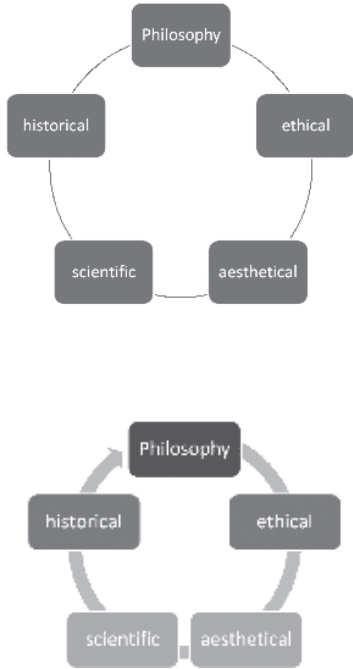 Philosophy
historical
ethical
scientific
aesthetical
Philosophy
historical
ethical
scientific
aesthetical